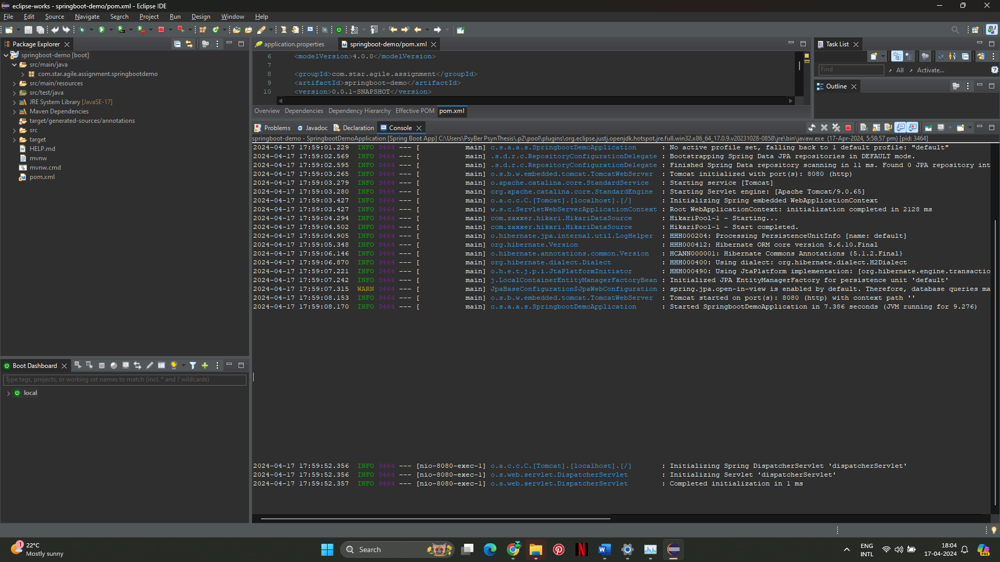 eclipse-works - springboot-demo/pom.xml - Eclipse IDE
File Edit Source Navigate Search Project Run Design Window Help
Package Explorer
springboot-demo [boot]
src/main/java
com.star.agile.assignment.springbootdemo
src/main/resources
src/test/java
JRE System Library [JavaSE-17]
Maven Dependencies
target/generated-sources/annotations
src
target
HELP.md
mvnw
mvnw.cmd
pom.xml
application.properties springboot-demo/pom.xml
6 <modelVersion>4.0.0</modelVersion>
7
8 <groupId>com.star.agile.assignment</groupId>
9 <artifactId>springboot-demo</artifactId>
10 <version>0.0.1-SNAPSHOT</version>
Overview Dependencies Dependency Hierarchy Effective POM pom.xml
Task List
Find All Activate...
Outline
Problems Javadoc Declaration Console
springboot-demo - SpringbootDemoApplication [Spring Boot App] C:\Users\PsyBer PsynThesis\.p2\pool\plugins\org.eclipse.justj.openjdk.hotspot.jre.full.win32.x86_64_17.0.9.v20231028-0858\jre\bin\javaw.exe (17-Apr-2024, 5:58:57 pm) [pid: 3464]
2024-04-17 17:59:01.229 INFO 3464 --- [ main] c.s.a.a.s.SpringbootDemoApplication : No active profile set, falling back to 1 default profile: "default"
2024-04-17 17:59:02.569 INFO 3464 --- [ main] .s.d.r.c.RepositoryConfigurationDelegate : Bootstrapping Spring Data JPA repositories in DEFAULT mode.
2024-04-17 17:59:02.595 INFO 3464 --- [ main] .s.d.r.c.RepositoryConfigurationDelegate : Finished Spring Data repository scanning in 11 ms. Found 0 JPA repository int
2024-04-17 17:59:03.265 INFO 3464 --- [ main] o.s.b.w.embedded.tomcat.TomcatWebServer : Tomcat initialized with port(s): 8080 (http)
2024-04-17 17:59:03.279 INFO 3464 --- [ main] o.apache.catalina.core.StandardService : Starting service [Tomcat]
2024-04-17 17:59:03.280 INFO 3464 --- [ main] org.apache.catalina.core.StandardEngine : Starting Servlet engine: [Apache Tomcat/9.0.65]
2024-04-17 17:59:03.427 INFO 3464 --- [ main] o.a.c.c.C.[Tomcat].[localhost].[/] : Initializing Spring embedded WebApplicationContext
2024-04-17 17:59:03.427 INFO 3464 --- [ main] w.s.c.ServletWebServerApplicationContext : Root WebApplicationContext: initialization completed in 2128 ms
2024-04-17 17:59:04.294 INFO 3464 --- [ main] com.zaxxer.hikari.HikariDataSource : HikariPool-1 - Starting...
2024-04-17 17:59:04.502 INFO 3464 --- [ main] com.zaxxer.hikari.HikariDataSource : HikariPool-1 - Start completed.
2024-04-17 17:59:04.905 INFO 3464 --- [ main] o.hibernate.jpa.internal.util.LogHelper : HHH000204: Processing PersistenceUnitInfo [name: default]
2024-04-17 17:59:05.348 INFO 3464 --- [ main] org.hibernate.Version : HHH000412: Hibernate ORM core version 5.6.10.Final
2024-04-17 17:59:06.146 INFO 3464 --- [ main] o.hibernate.annotations.common.Version : HCANN000001: Hibernate Commons Annotations {5.1.2.Final}
2024-04-17 17:59:06.870 INFO 3464 --- [ main] org.hibernate.dialect.Dialect : HHH000400: Using dialect: org.hibernate.dialect.H2Dialect
2024-04-17 17:59:07.221 INFO 3464 --- [ main] o.h.e.t.j.p.i.JtaPlatformInitiator : HHH000490: Using JtaPlatform implementation: [org.hibernate.engine.transactio
2024-04-17 17:59:07.242 INFO 3464 --- [ main] j.LocalContainerEntityManagerFactoryBean : Initialized JPA EntityManagerFactory for persistence unit 'default'
2024-04-17 17:59:07.315 WARN 3464 --- [ main] JpaBaseConfiguration$JpaWebConfiguration : spring.jpa.open-in-view is enabled by default. Therefore, database queries ma
2024-04-17 17:59:08.153 INFO 3464 --- [ main] o.s.b.w.embedded.tomcat.TomcatWebServer : Tomcat started on port(s): 8080 (http) with context path ''
2024-04-17 17:59:08.170 INFO 3464 --- [ main] c.s.a.a.s.SpringbootDemoApplication : Started SpringbootDemoApplication in 7.386 seconds (JVM running for 9.276)
2024-04-17 17:59:52.356 INFO 3464 --- [nio-8080-exec-1] o.a.c.c.C.[Tomcat].[localhost].[/] : Initializing Spring DispatcherServlet 'dispatcherServlet'
2024-04-17 17:59:52.356 INFO 3464 --- [nio-8080-exec-1] o.s.web.servlet.DispatcherServlet : Initializing Servlet 'dispatcherServlet'
2024-04-17 17:59:52.357 INFO 3464 --- [nio-8080-exec-1] o.s.web.servlet.DispatcherServlet : Completed initialization in 1 ms
Boot Dashboard
Type tags, projects, or working set names to match (incl. * and ? wildcards)
local
1
22°C
Mostly sunny
Search
ENG
INTL
18:04
17-04-2024
PRE